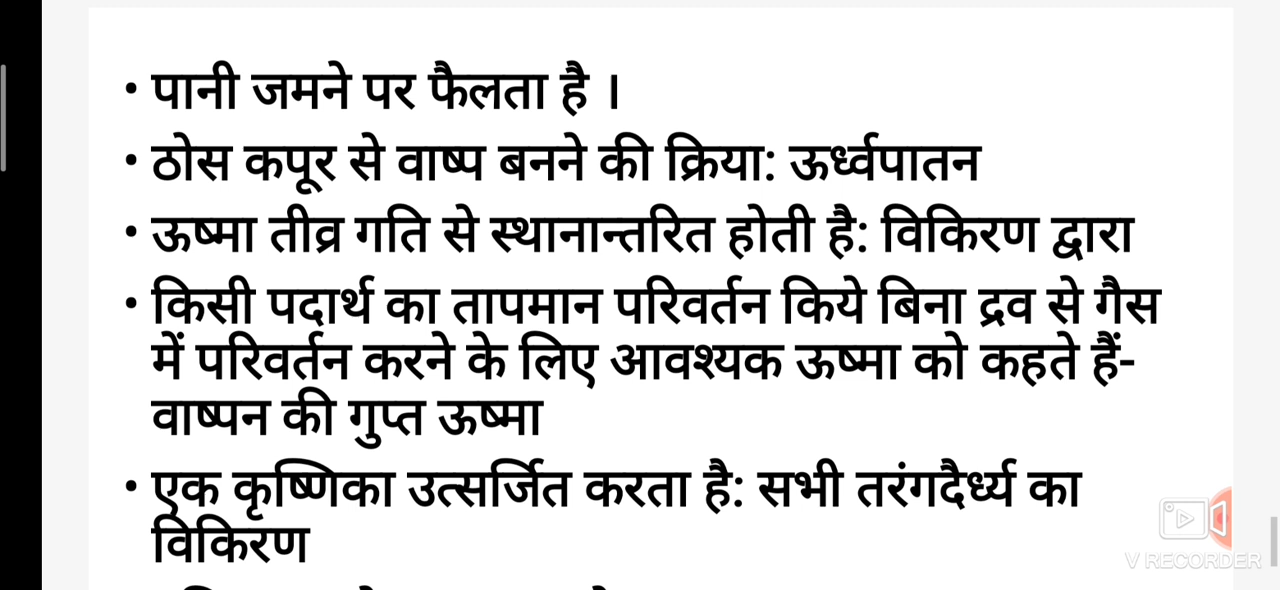 • पानी जमने पर फैलता है ।
• ठोस कपूर से वाष्प बनने की क्रिया: ऊर्ध्वपातन
• ऊष्मा तीव्र गति से स्थानान्तरित होती है: विकिरण द्वारा
• किसी पदार्थ का तापमान परिवर्तन किये बिना द्रव से गैस
में परिवर्तन करने के लिए आवश्यक ऊष्मा को कहते हैं-
वाष्पन की गुप्त ऊष्मा
• एक कृष्णिका उत्सर्जित करता है: सभी तरंगदैर्ध्य का
विकिरण
V RECORDER